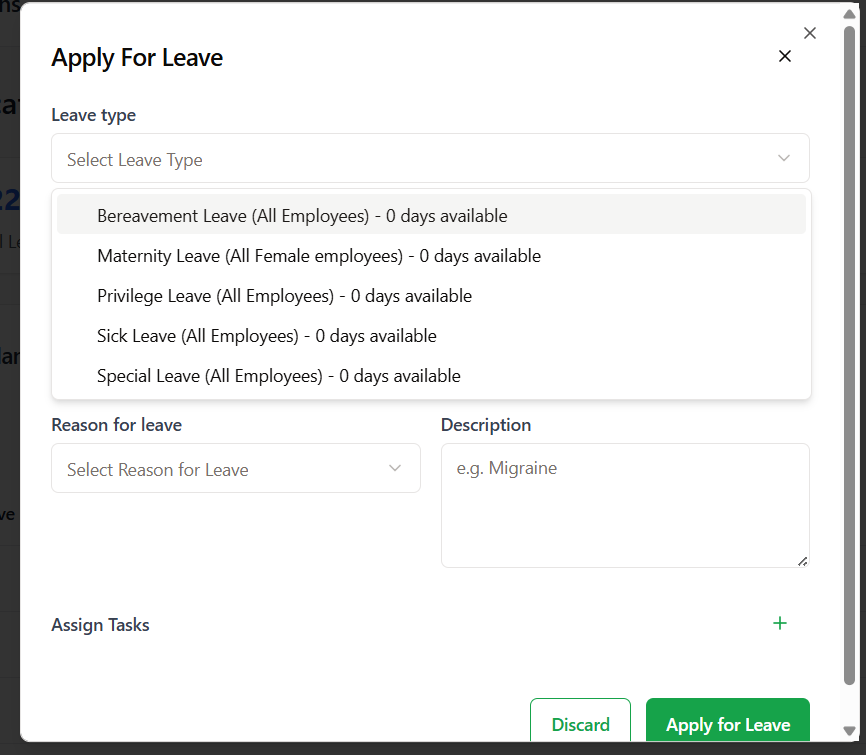 Apply For Leave
Leave type
Select Leave Type
Bereavement Leave (All Employees) - 0 days available
Maternity Leave (All Female employees) - 0 days available
Privilege Leave (All Employees) - 0 days available
Sick Leave (All Employees) - 0 days available
Special Leave (All Employees) - 0 days available
Reason for leave
Description
Select Reason for Leave
e.g. Migraine
Assign Tasks
Discard
Apply for Leave